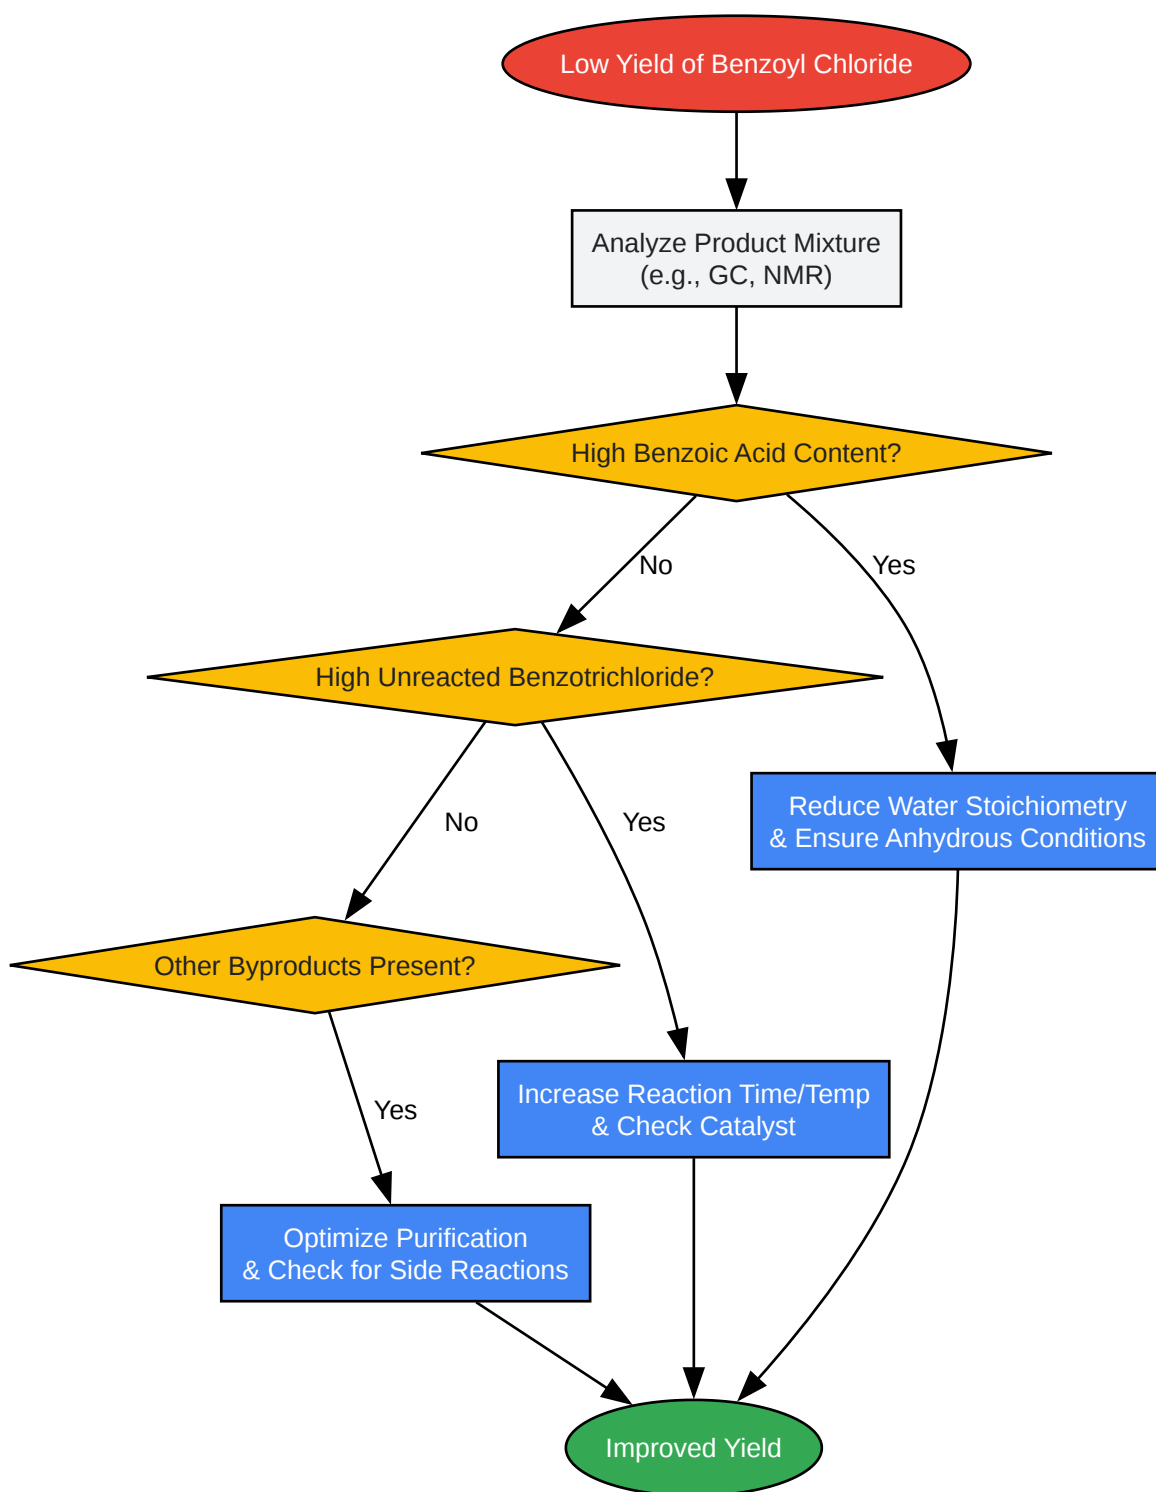 Low Yield of Benzoyl Chloride
Analyze Product Mixture
(e.g., GC, NMR)
High Benzoic Acid Content?
No
Yes
High Unreacted Benzotrichloride?
No
Yes
Reduce Water Stoichiometry
& Ensure Anhydrous Conditions
Other Byproducts Present?
Yes
Increase Reaction Time/Temp
& Check Catalyst
Optimize Purification
& Check for Side Reactions
Improved Yield